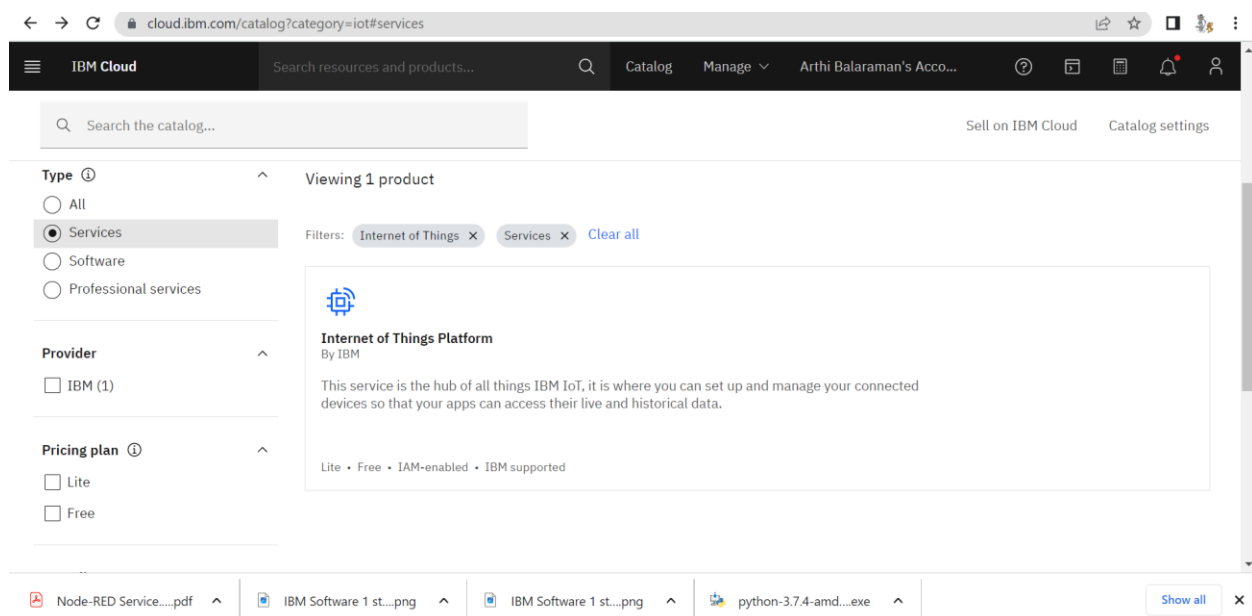 cloud.ibm.com/catalog?category=iot#services
IBM Cloud
Search resources and products...
Catalog
Manage
Arthi Balaraman's Acco...
Search the catalog...
Sell on IBM Cloud
Catalog settings
Type
All
Services
Software
Professional services
Provider
IBM (1)
Pricing plan
Lite
Free
Viewing 1 product
Filters: Internet of Things Services Clear all
Internet of Things Platform
By IBM
This service is the hub of all things IBM IoT, it is where you can set up and manage your connected
devices so that your apps can access their live and historical data.
Lite • Free • IAM-enabled • IBM supported
Node-RED Service.....pdf
IBM Software 1 st....png
IBM Software 1 st....png
python-3.7.4-amd....exe
Show all